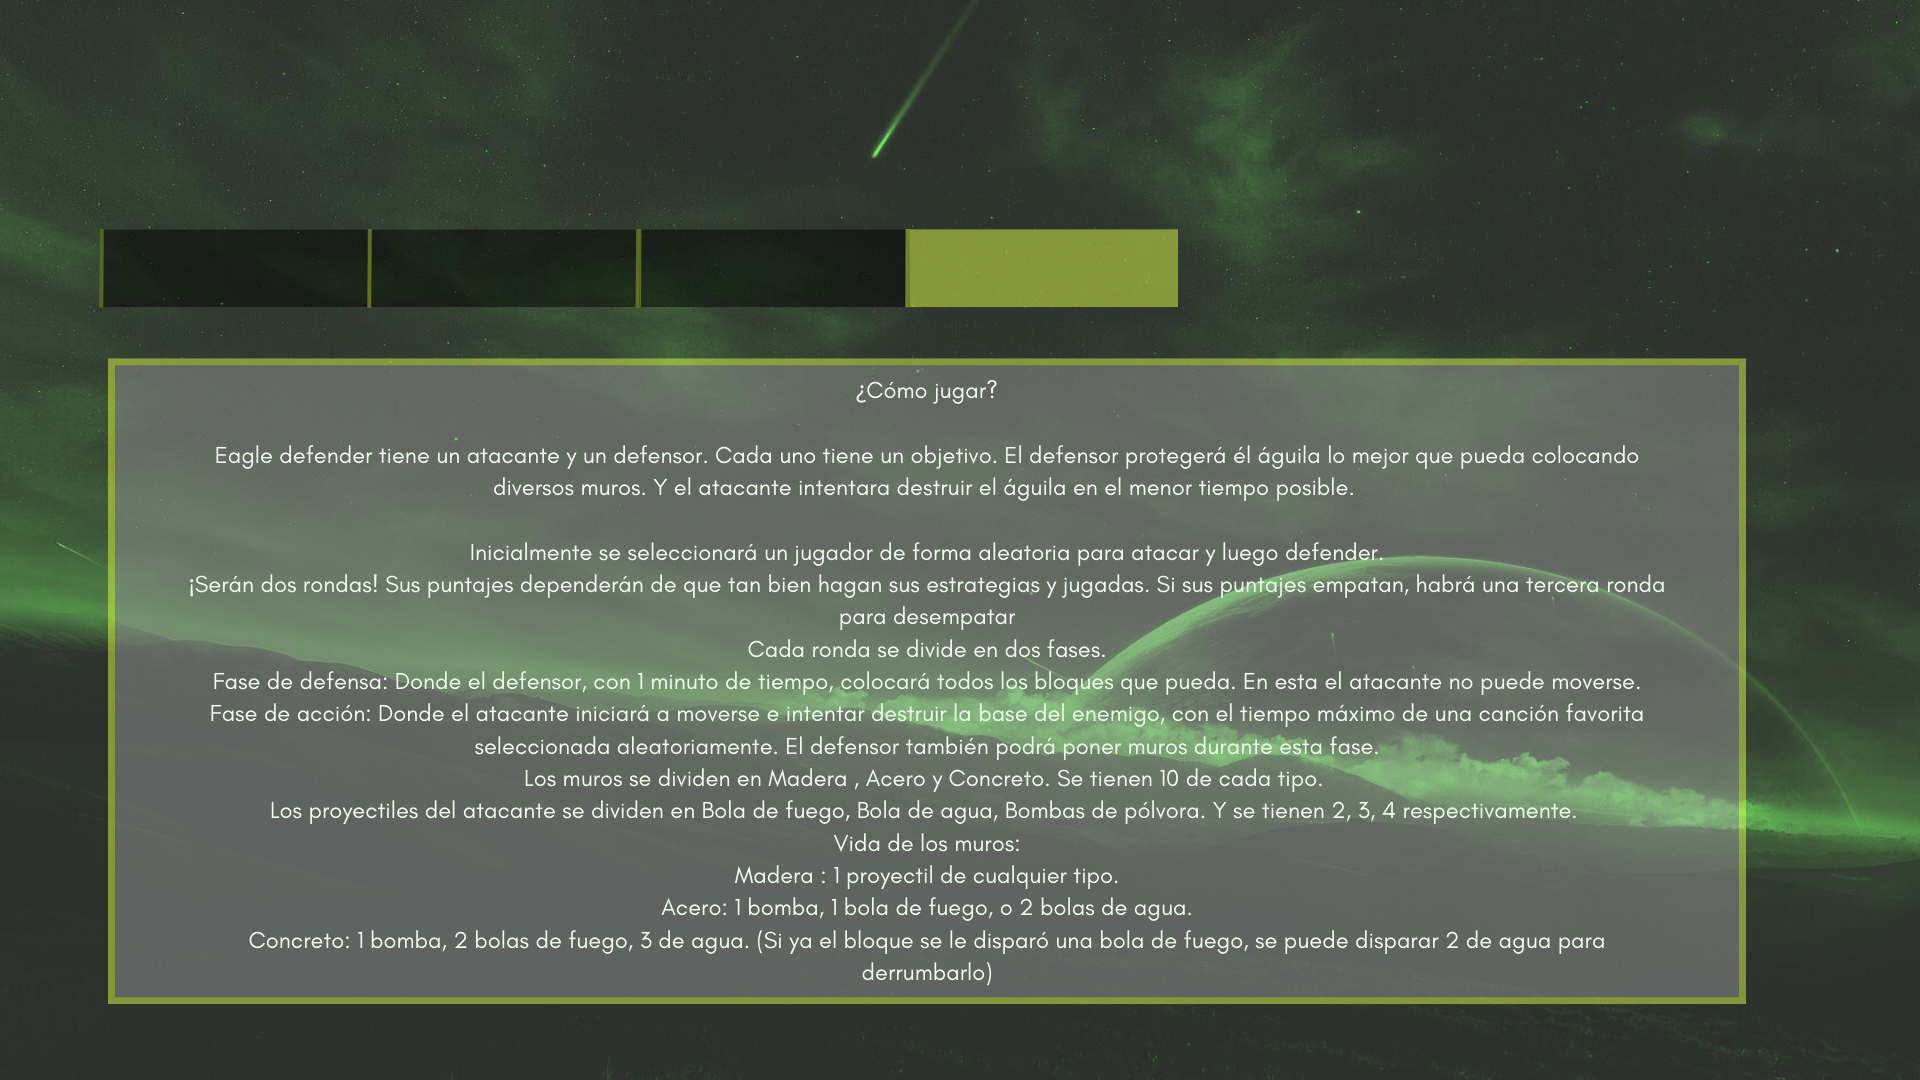 ¿Cómo jugar?
Eagle defender tiene un atacante y un defensor. Cada uno tiene un objetivo. El defensor protegerá él águila lo mejor que pueda colocando
diversos muros. Y el atacante intentara destruir el águila en el menor tiempo posible.
Inicialmente se seleccionará un jugador de forma aleatoria para atacar y luego defender.
¡Serán dos rondas! Sus puntajes dependerán de que tan bien hagan sus estrategias y jugadas. Si sus puntajes empatan, habrá una tercera ronda
para desempatar
Cada ronda se divide en dos fases.
Fase de defensa: Donde el defensor, con 1 minuto de tiempo, colocará todos los bloques que pueda. En esta el atacante no puede moverse.
Fase de acción: Donde el atacante iniciará a moverse e intentar destruir la base del enemigo, con el tiempo máximo de una canción favorita
seleccionada aleatoriamente. El defensor también podrá poner muros durante esta fase.
Los muros se dividen en Madera , Acero y Concreto. Se tienen 10 de cada tipo.
Los proyectiles del atacante se dividen en Bola de fuego, Bola de agua, Bombas de pólvora. Y se tienen 2, 3, 4 respectivamente.
Vida de los muros:
Madera : 1 proyectil de cualquier tipo.
Acero: 1 bomba, 1 bola de fuego, o 2 bolas de agua.
Concreto: 1 bomba, 2 bolas de fuego, 3 de agua. (Si ya el bloque se le disparó una bola de fuego, se puede disparar 2 de agua para
derrumbarlo)